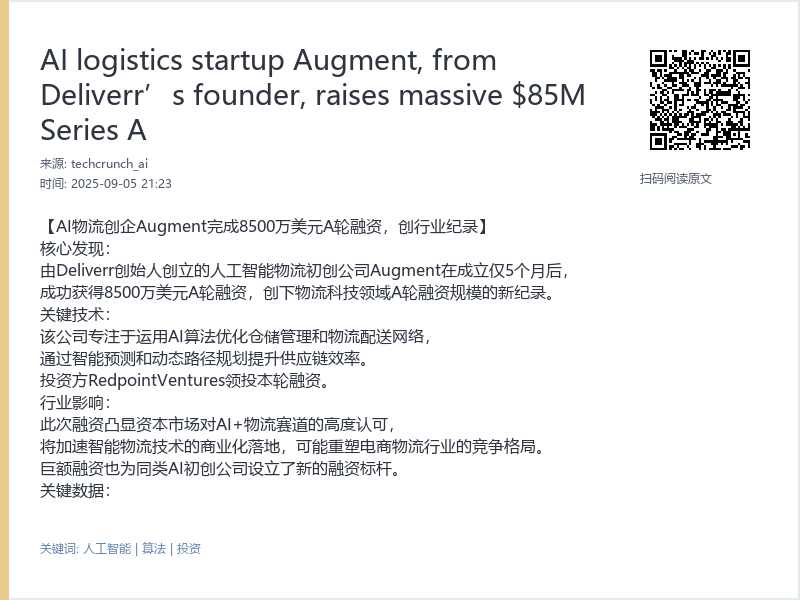 AI logistics startup Augment, from
Deliverr’s founder, raises massive $85M
Series A
来源: techcrunch_ai
时间: 2025-09-05 21:23
扫码阅读原文
【AI物流创企Augment完成8500万美元A轮融资，创行业纪录】
核心发现：
由Deliverr创始人创立的人工智能物流初创公司Augment在成立仅5个月后，
成功获得8500万美元A轮融资，创下物流科技领域A轮融资规模的新纪录。
关键技术：
该公司专注于运用AI算法优化仓储管理和物流配送网络，
通过智能预测和动态路径规划提升供应链效率。
投资方RedpointVentures领投本轮融资。
行业影响：
此次融资凸显资本市场对AI+物流赛道的高度认可，
将加速智能物流技术的商业化落地，可能重塑电商物流行业的竞争格局。
巨额融资也为同类AI初创公司设立了新的融资标杆。
关键数据：
关键词: 人工智能 | 算法 | 投资